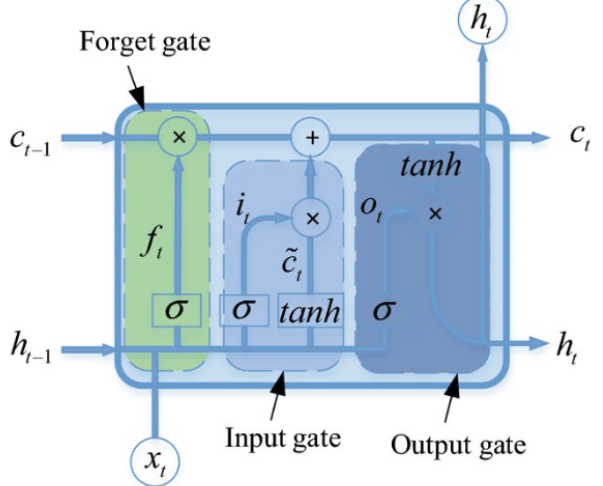 h_t
Forget gate
c_{t-1} × + c_t
tanh
i_t × o_t ×
f_t c̃_t
σ σ tanh σ
h_{t-1} h_t
Input gate Output gate
x_t